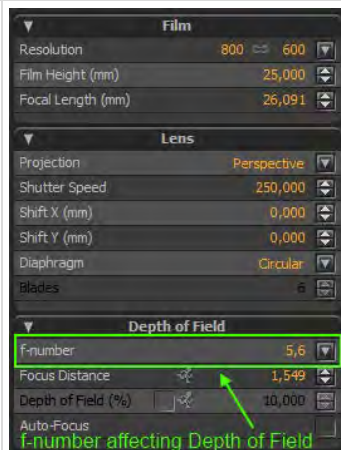 Film
Resolution 800 600
Film Height (mm) 25,000
Focal Length (mm) 26,091
Lens
Projection Perspective
Shutter Speed 250,000
Shift X (mm) 0,000
Shift Y (mm) 0,000
Diaphragm Circular
Blades 6
Depth of Field
f-number 5,6
Focus Distance 1,549
Depth of Field (%) 10,000
Auto-Focus
f-number affecting Depth of Field